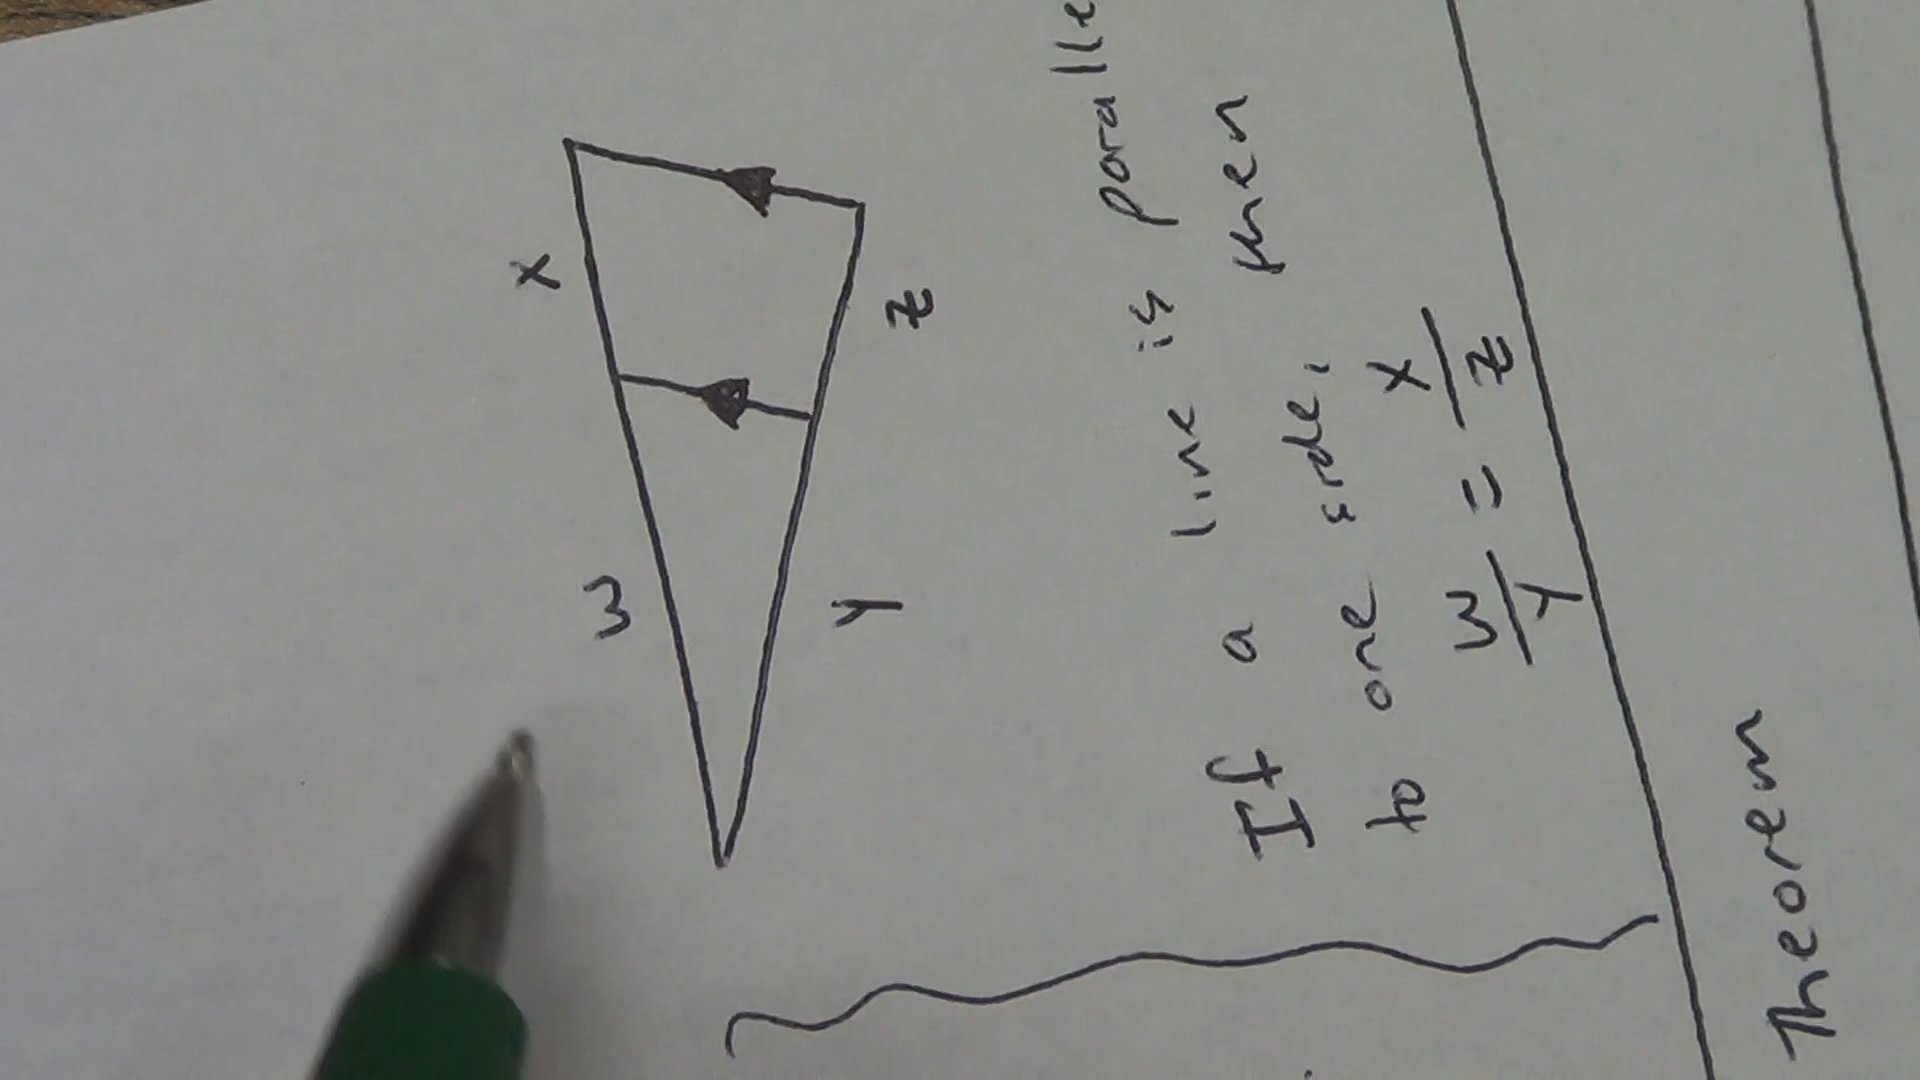 x
w
z
y
If a line is paralle
to one side, then
w/y = x/z
Theorem